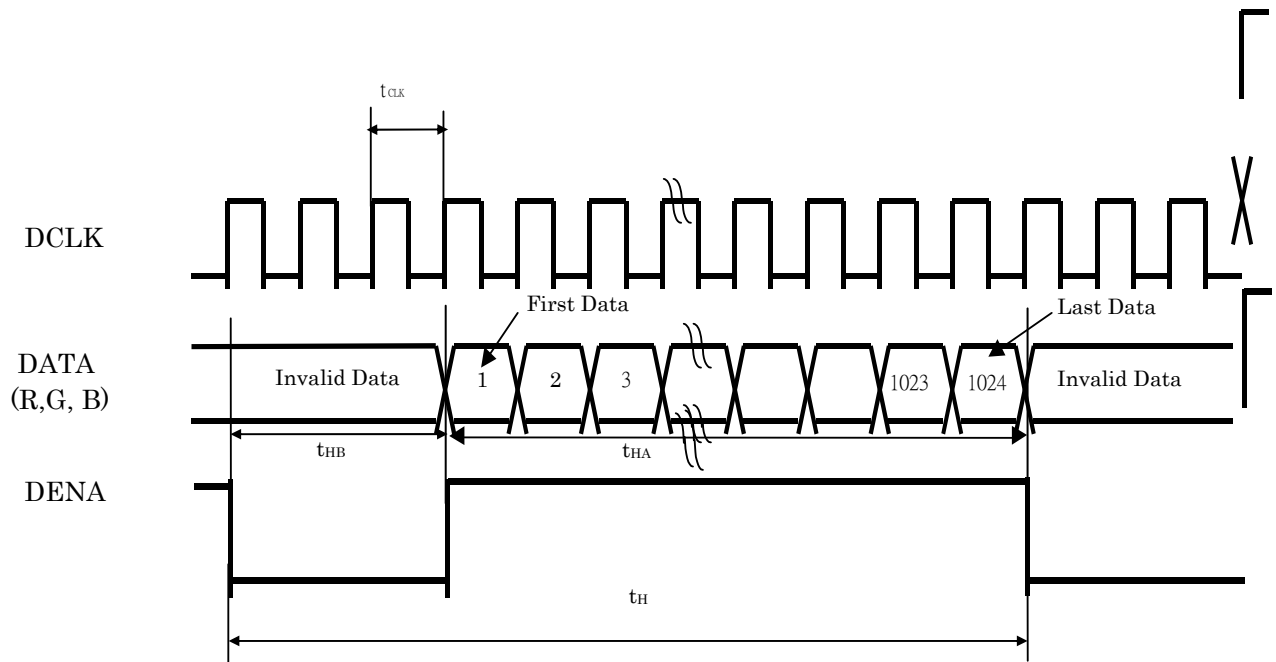 tCLK
DCLK
First Data
Last Data
DATA
(R,G, B)
Invalid Data
1
2
3
1023
1024
Invalid Data
tHB
tHA
DENA
tH